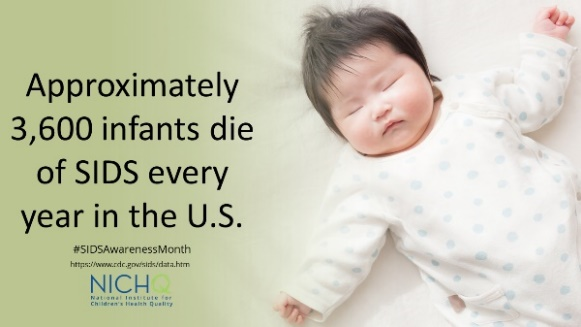 Approximately
3,600 infants die
of SIDS every
year in the U.S.
#SIDSAwarenessMonth
https://www.cdc.gov/sids/data.htm
NICHQ
National Institute for
Children's Health Quality